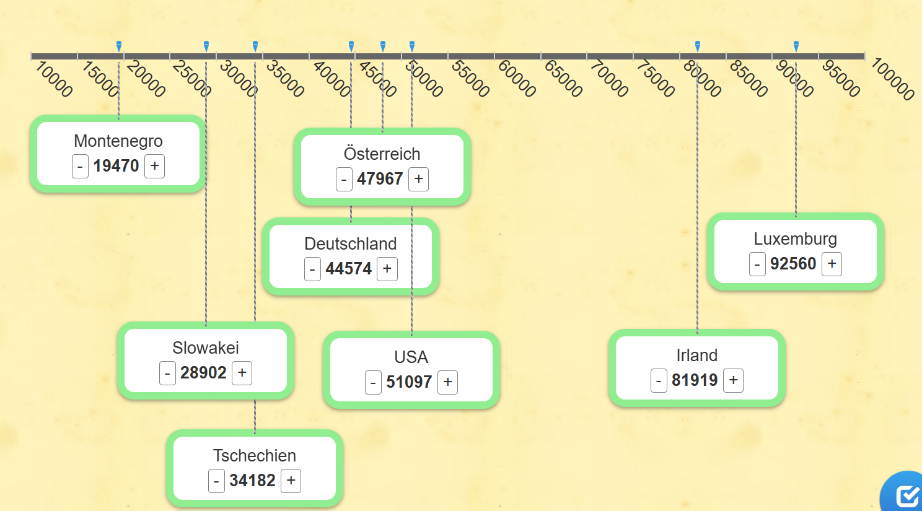 10000 15000 20000 25000 30000 35000 40000 45000 50000 55000 60000 65000 70000 75000 80000 85000 90000 95000 100000
Montenegro
- 19470 +
Österreich
- 47967 +
Deutschland
- 44574 +
Luxemburg
- 92560 +
Slowakei
- 28902 +
USA
- 51097 +
Irland
- 81919 +
Tschechien
- 34182 +